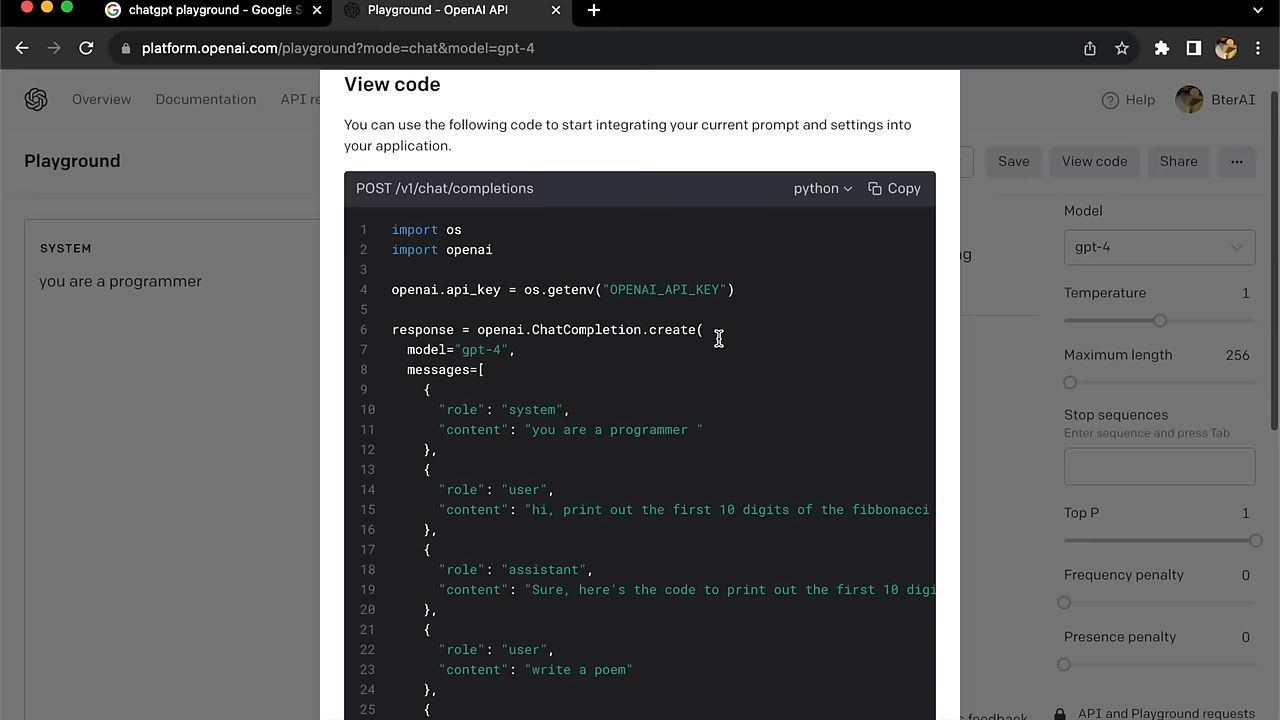 chatgpt playground - Google S
Playground - OpenAI API
platform.openai.com/playground?mode=chat&model=gpt-4
Overview
Documentation
API re
Help
BterAI
Playground
Save
View code
Share
...
SYSTEM
you are a programmer
View code
You can use the following code to start integrating your current prompt and settings into
your application.
POST /v1/chat/completions
python
Copy
1 import os
2 import openai
3
4 openai.api_key = os.getenv("OPENAI_API_KEY")
5
6 response = openai.ChatCompletion.create(
7 model="gpt-4",
8 messages=[
9 {
10 "role": "system",
11 "content": "you are a programmer "
12 },
13 {
14 "role": "user",
15 "content": "hi, print out the first 10 digits of the fibbonacci
16 },
17 {
18 "role": "assistant",
19 "content": "Sure, here's the code to print out the first 10 digi
20 },
21 {
22 "role": "user",
23 "content": "write a poem"
24 },
25 {
ng
Model
gpt-4
Temperature 1
Maximum length 256
Stop sequences
Enter sequence and press Tab
Top P 1
Frequency penalty 0
Presence penalty 0
API and Playground requests
feedback